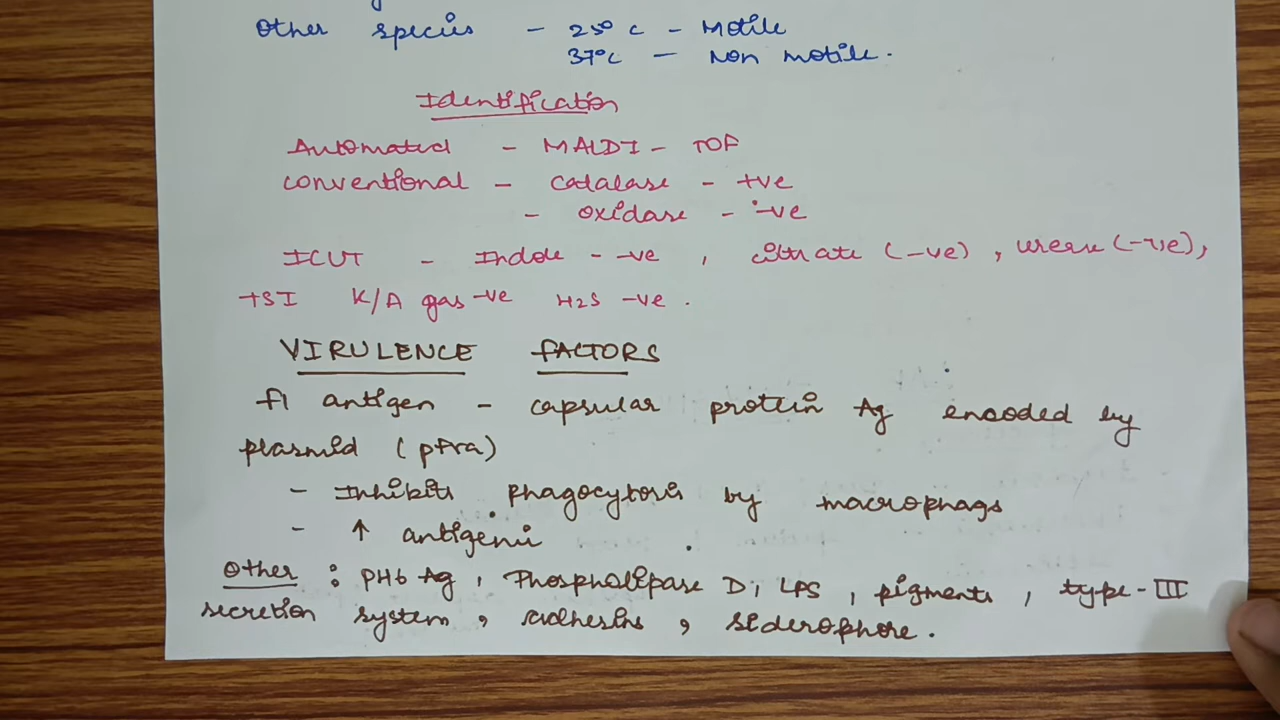 Other species - 25° C - Motile
37°C - Non motile.
Identification
Automated - MALDI - TOF
Conventional - catalase - +ve
- oxidase - -ve
ICUT - Indole - -ve , citrate (-ve) , urease (-ve),
TSI K/A gas -ve H2S -ve .
VIRULENCE FACTORS
f1 antigen - capsular protein Ag encoded by
plasmid (pfra)
- Inhibits phagocytosis by macrophags
- ↑ antigenic
Other : PH6 Ag , Phospholipase D, LPS , pigments , type-III
secretion system , adhesins , siderophore .